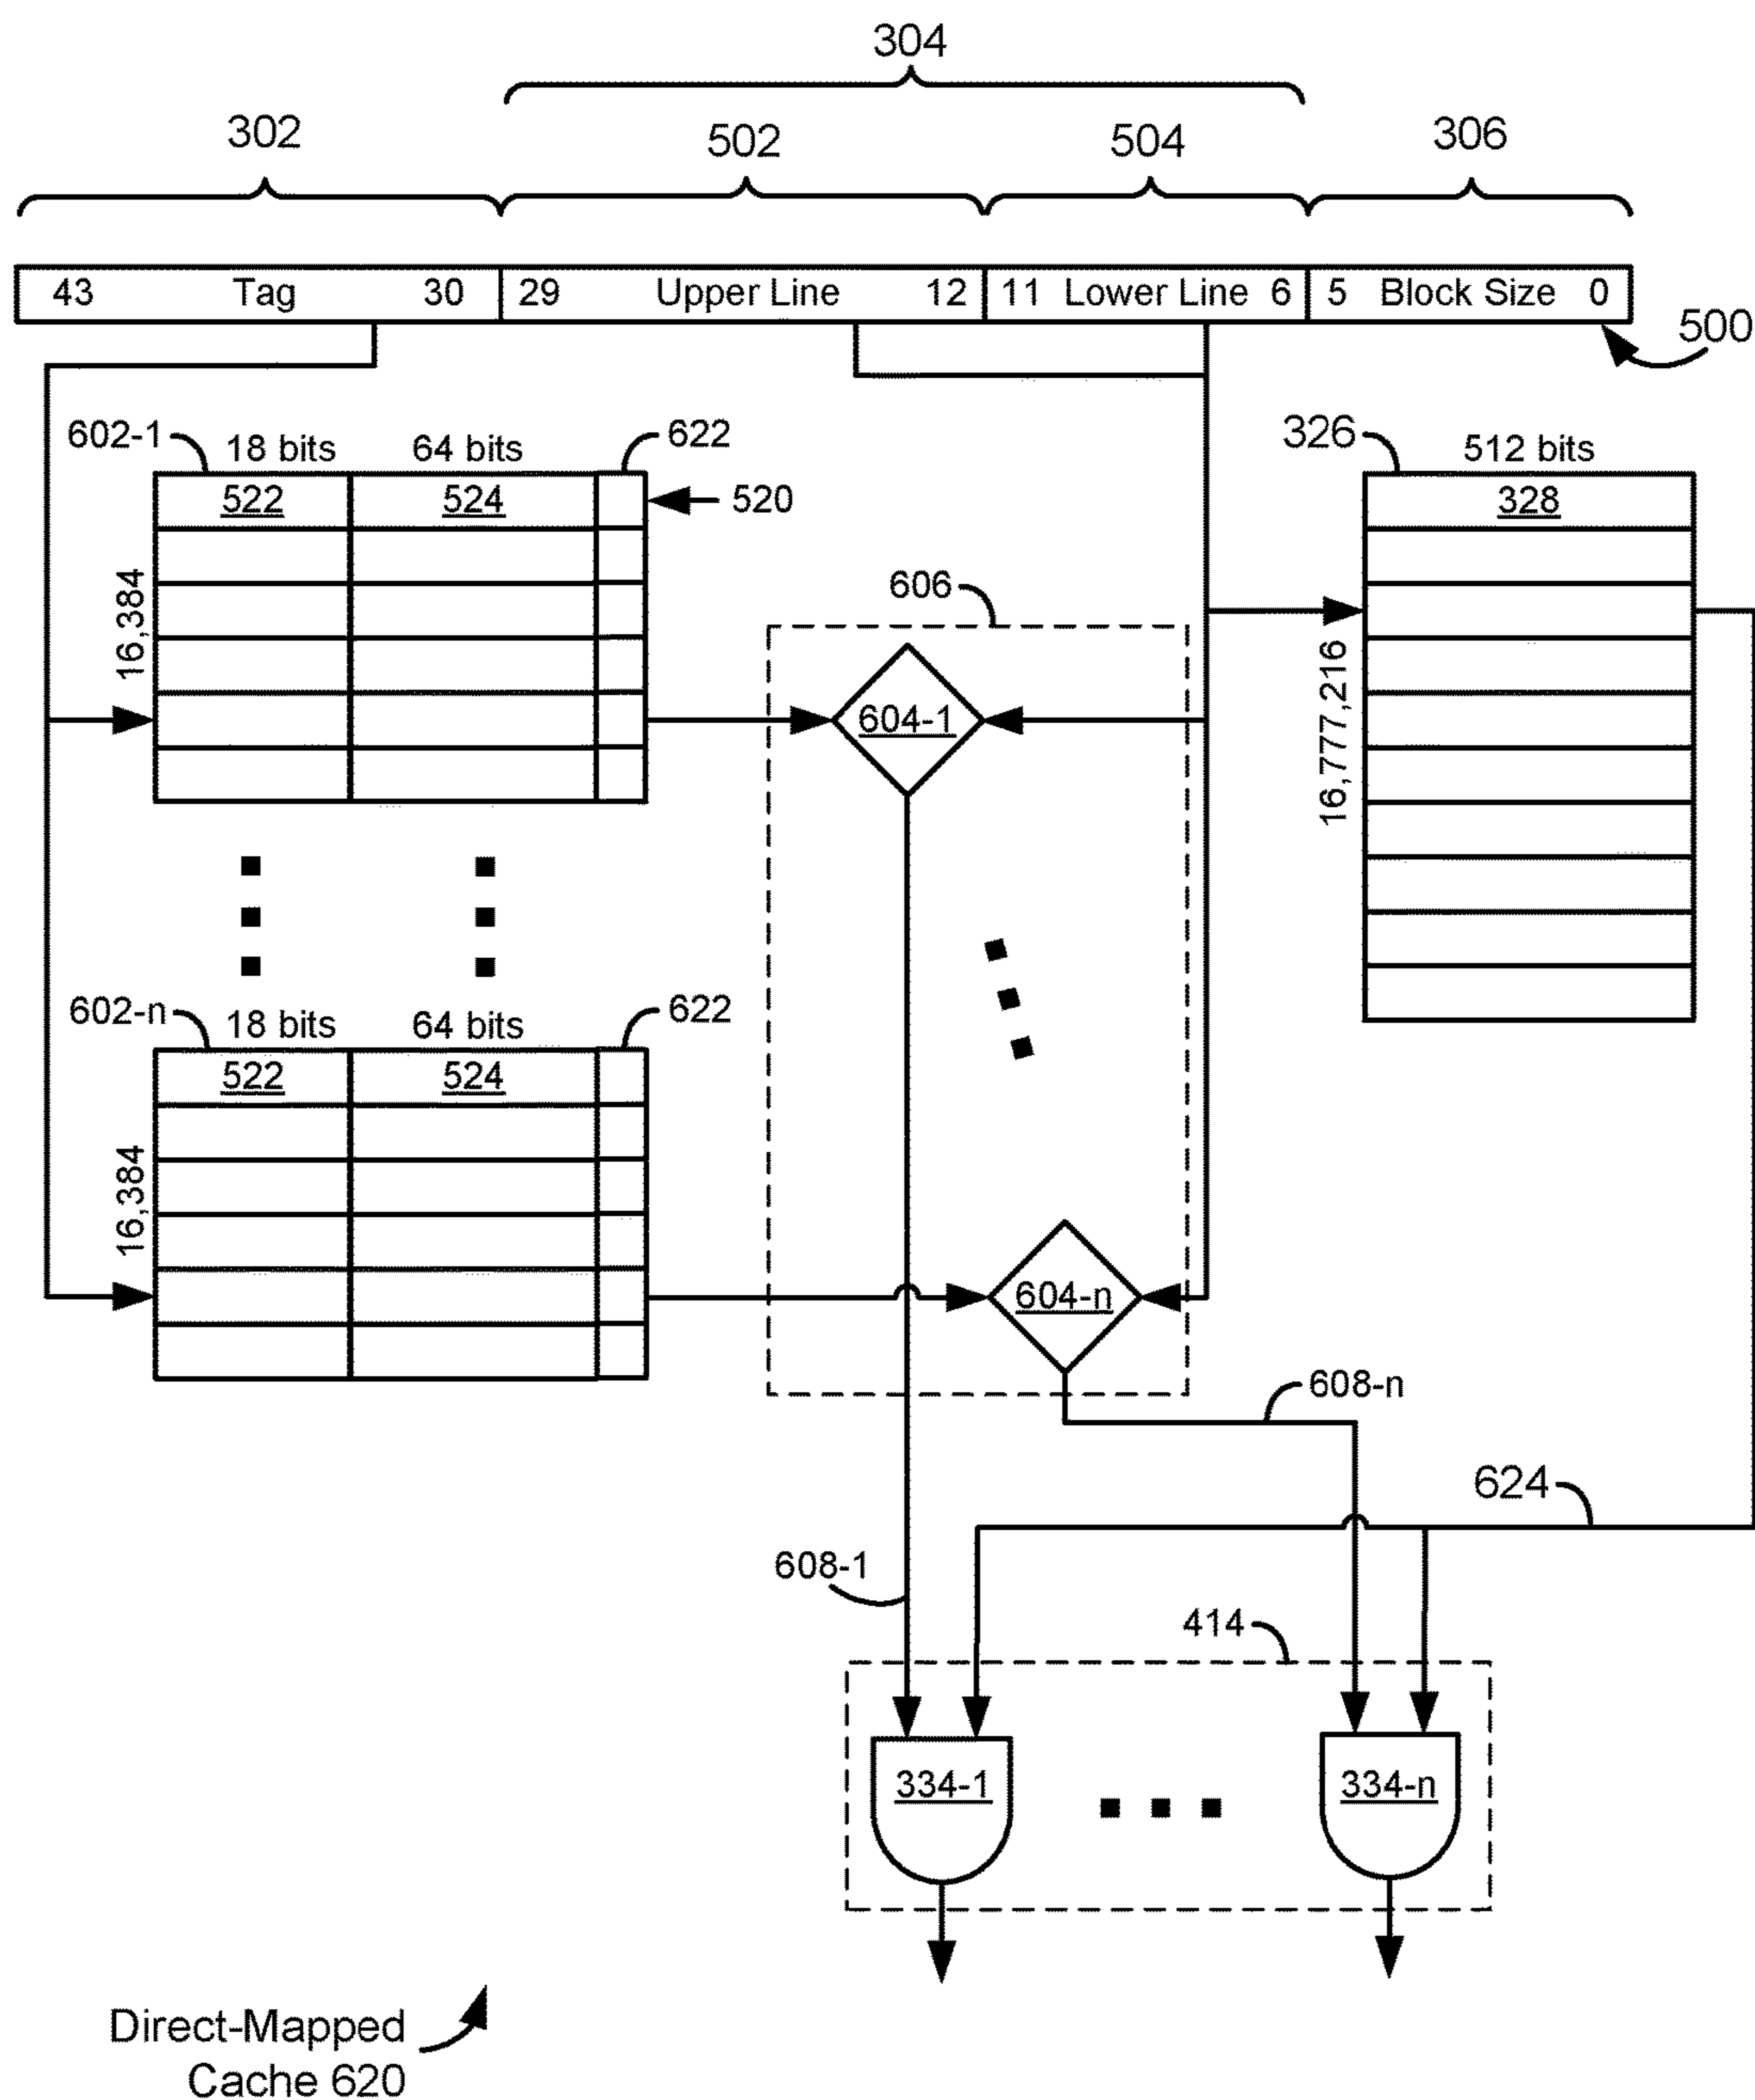 304
302
502
504
306
43 Tag 30 29 Upper Line 12 11 Lower Line 6 5 Block Size 0
500
602-1
18 bits
64 bits
622
326
512 bits
522
524
520
328
16,384
606
604-1
16,777,216
602-n
18 bits
64 bits
622
522
524
16,384
604-n
608-n
624
608-1
414
334-1
334-n
Direct-Mapped
Cache 620